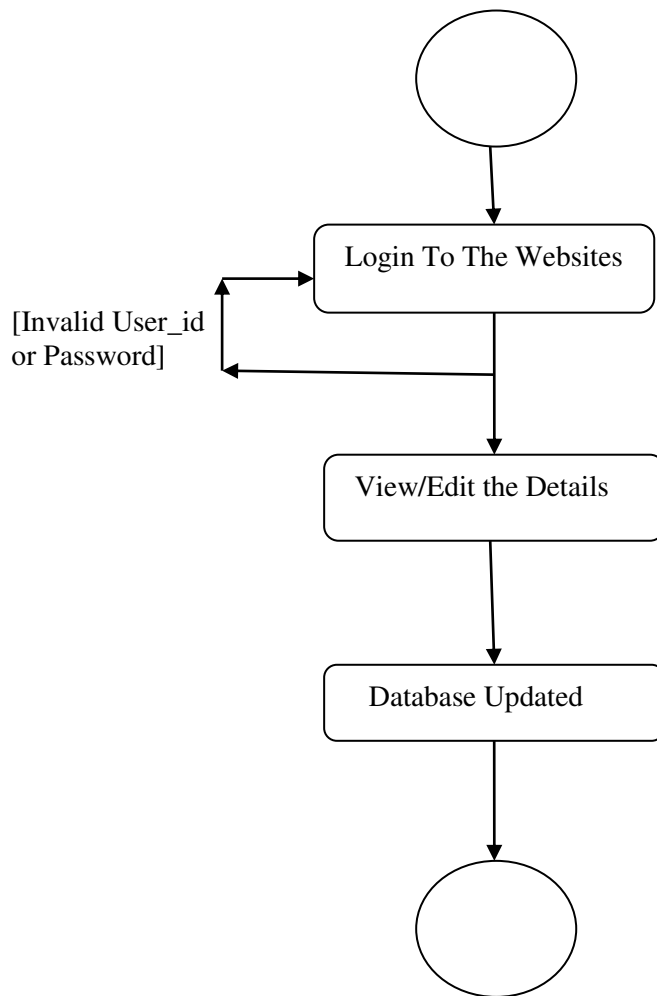 Login To The Websites
[Invalid User_id
or Password]
View/Edit the Details
Database Updated